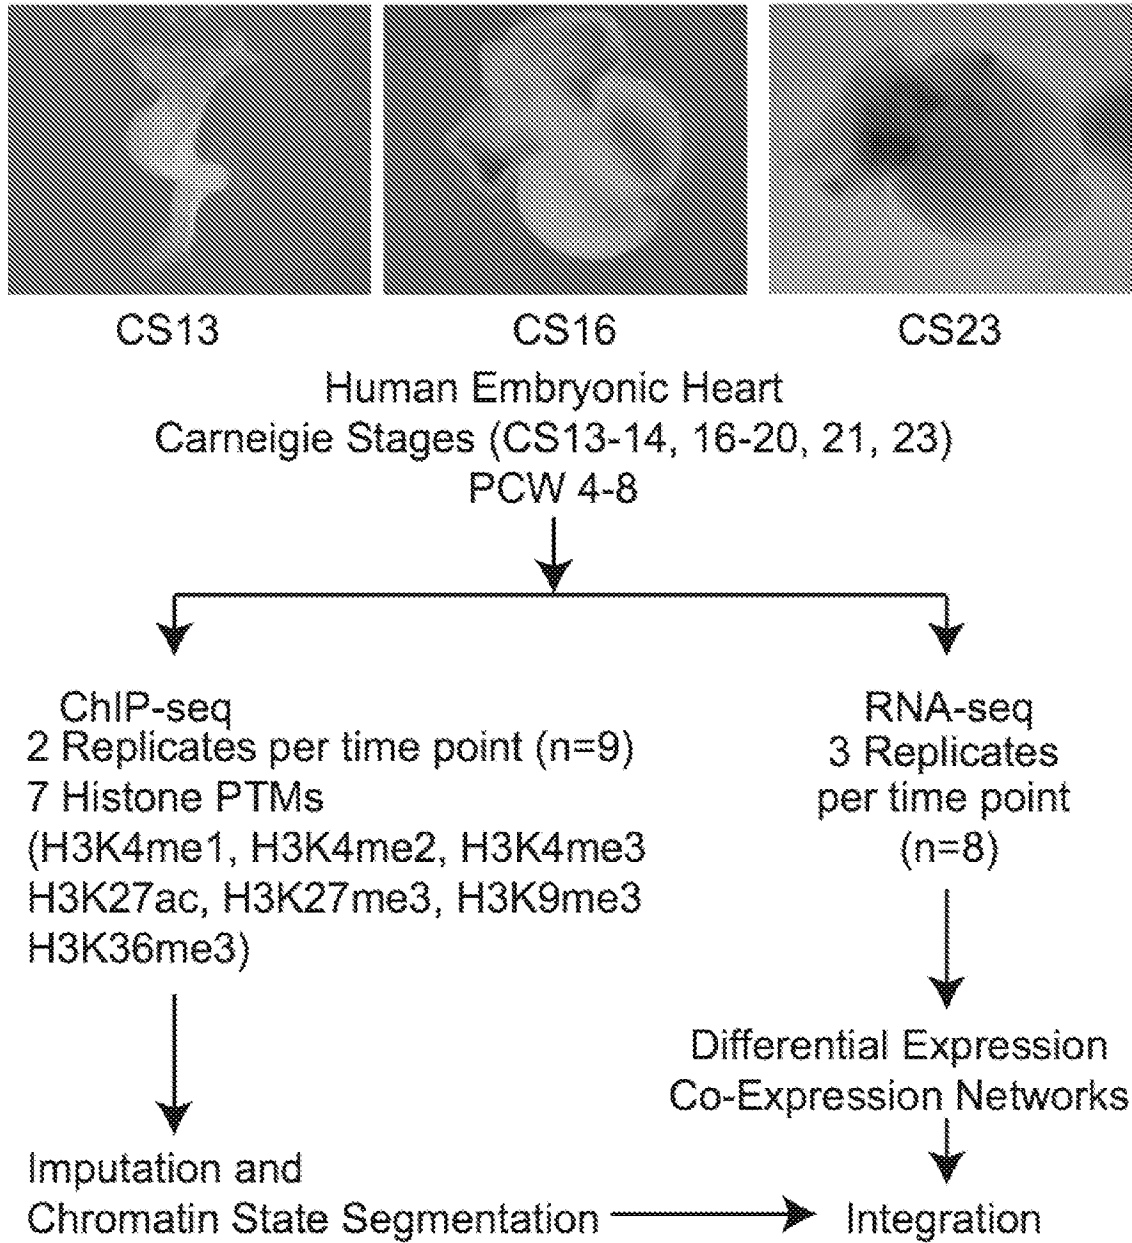 CS13
CS16
CS23
Human Embryonic Heart
Carneigie Stages (CS13-14, 16-20, 21, 23)
PCW 4-8
ChIP-seq
2 Replicates per time point (n=9)
7 Histone PTMs
(H3K4me1, H3K4me2, H3K4me3
H3K27ac, H3K27me3, H3K9me3
H3K36me3)
RNA-seq
3 Replicates
per time point
(n=8)
Differential Expression
Co-Expression Networks
Imputation and
Chromatin State Segmentation
Integration